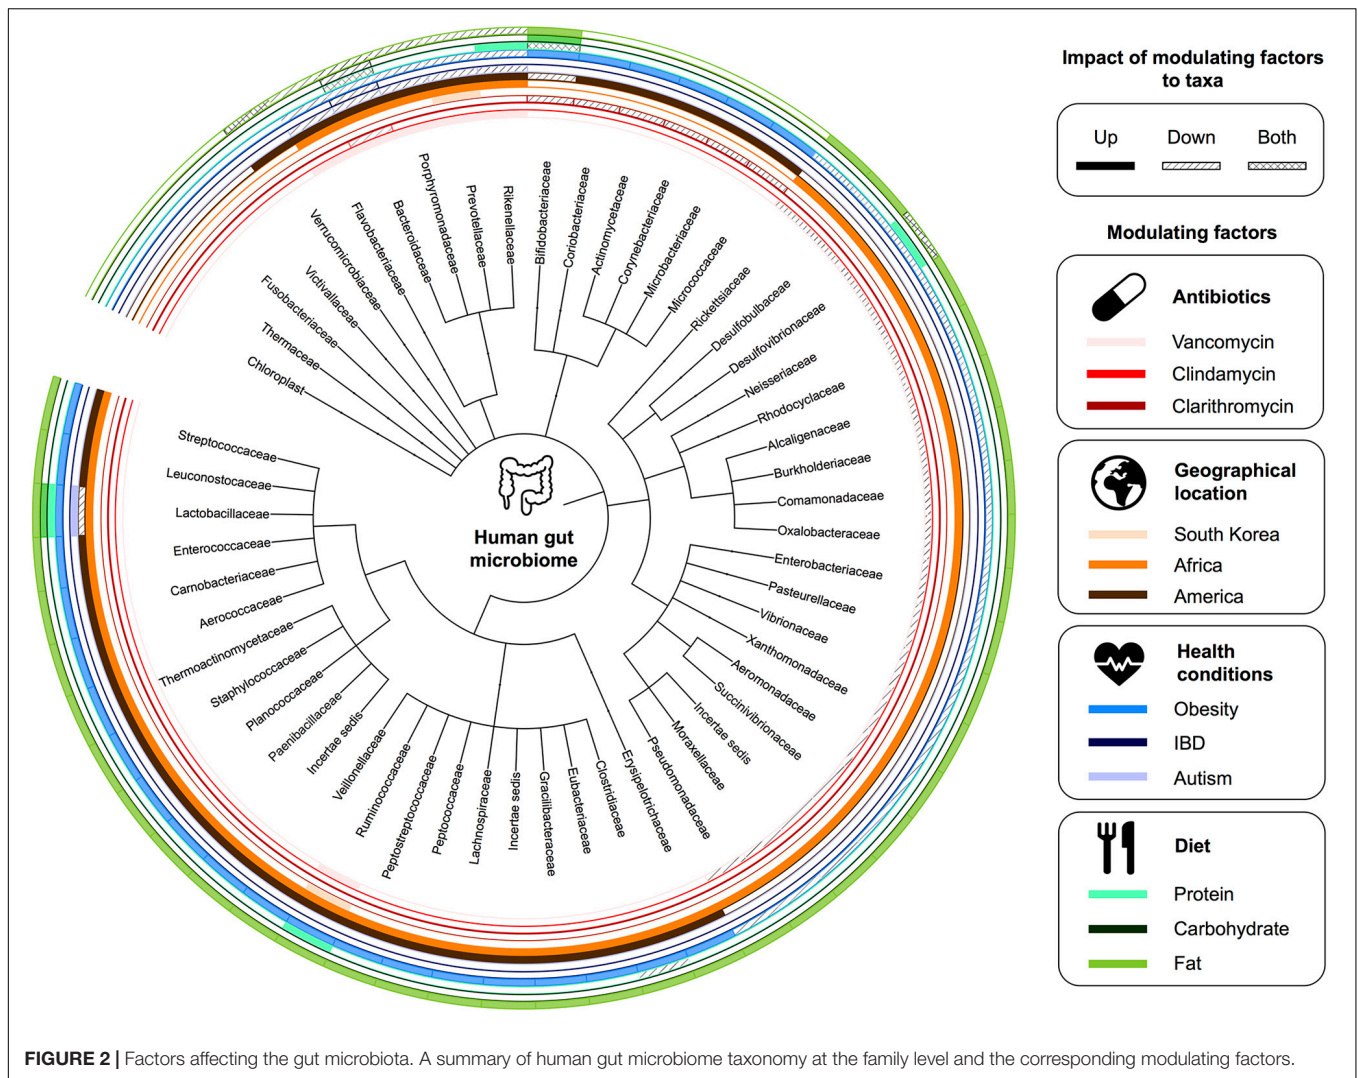 Porphyromonadaceae
Prevotellaceae
Rikenellaceae
Bifidobacteriaceae
Coriobacteriaceae
Actinomycetaceae
Corynebacteriaceae
Microbacteriaceae
Micrococcaceae
Rickettsiaceae
Desulfobulbaceae
Desulfovibrionaceae
Neisseriaceae
Rhodocyclaceae
Alcaligenaceae
Burkholderiaceae
Comamonadaceae
Oxalobacteraceae
Enterobacteriaceae
Pasteurellaceae
Vibrionaceae
Xanthomonadaceae
Aeromonadaceae
Succinivibrionaceae
Incertae sedis
Moraxellaceae
Pseudomonadaceae
Erysipelotrichaceae
Clostridiaceae
Eubacteriaceae
Gracilibacteraceae
Incertae sedis
Lachnospiraceae
Peptococcaceae
Peptostreptococcaceae
Ruminococcaceae
Veillonellaceae
Incertae sedis
Paenibacillaceae
Planococcaceae
Staphylococcaceae
Thermoactinomycetaceae
Aerococcaceae
Carnobacteriaceae
Enterococcaceae
Lactobacillaceae
Leuconostocaceae
Streptococcaceae
Chloroplast
Thermaceae
Fusobacteriaceae
Victivallaceae
Verrucomicrobiaceae
Flavobacteriaceae
Bacteroidaceae
Human gut
microbiome
Impact of modulating factors
to taxa
Up Down Both
Modulating factors
Antibiotics
Vancomycin
Clindamycin
Clarithromycin
Geographical
location
South Korea
Africa
America
Health
conditions
Obesity
IBD
Autism
Diet
Protein
Carbohydrate
Fat
FIGURE 2 | Factors affecting the gut microbiota. A summary of human gut microbiome taxonomy at the family level and the corresponding modulating factors.